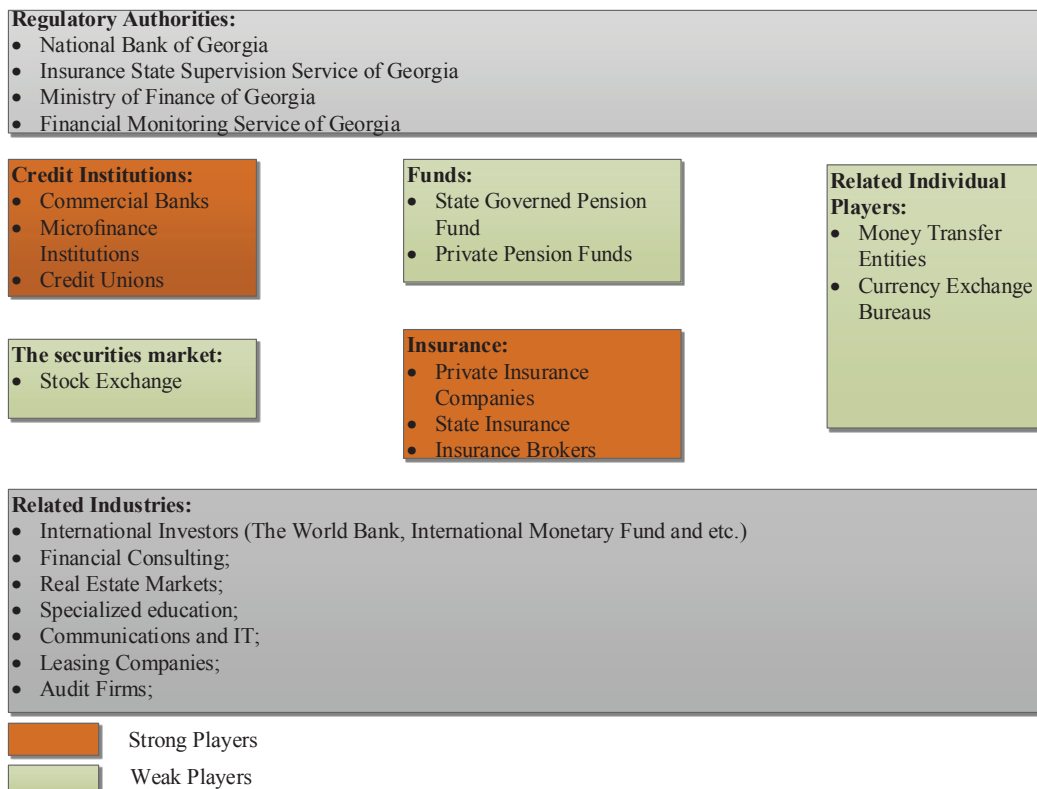 Regulatory Authorities:
• National Bank of Georgia
• Insurance State Supervision Service of Georgia
• Ministry of Finance of Georgia
• Financial Monitoring Service of Georgia
Credit Institutions:
• Commercial Banks
• Microfinance
Institutions
• Credit Unions
Funds:
• State Governed Pension
Fund
• Private Pension Funds
Related Individual
Players:
• Money Transfer
Entities
• Currency Exchange
Bureaus
The securities market:
• Stock Exchange
Insurance:
• Private Insurance
Companies
• State Insurance
• Insurance Brokers
Related Industries:
• International Investors (The World Bank, International Monetary Fund and etc.)
• Financial Consulting;
• Real Estate Markets;
• Specialized education;
• Communications and IT;
• Leasing Companies;
• Audit Firms;
Strong Players
Weak Players